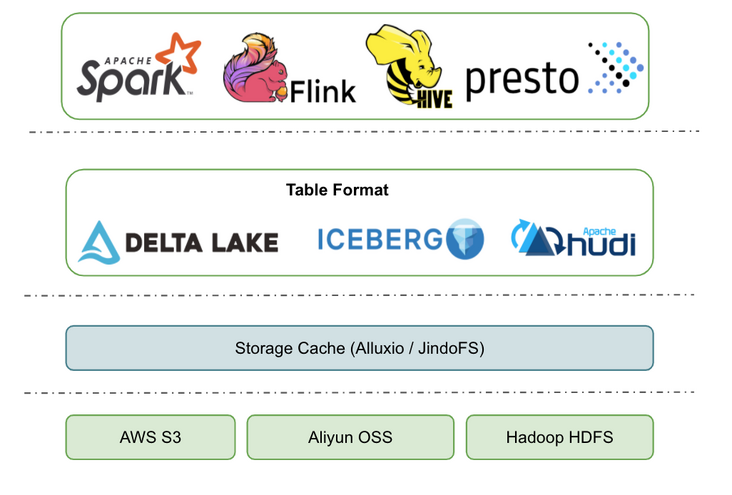 APACHE
Spark™
Flink
HIVE
presto
Table Format
DELTA LAKE
ICEBERG
Apache
hudi
Storage Cache (Alluxio / JindoFS)
AWS S3
Aliyun OSS
Hadoop HDFS